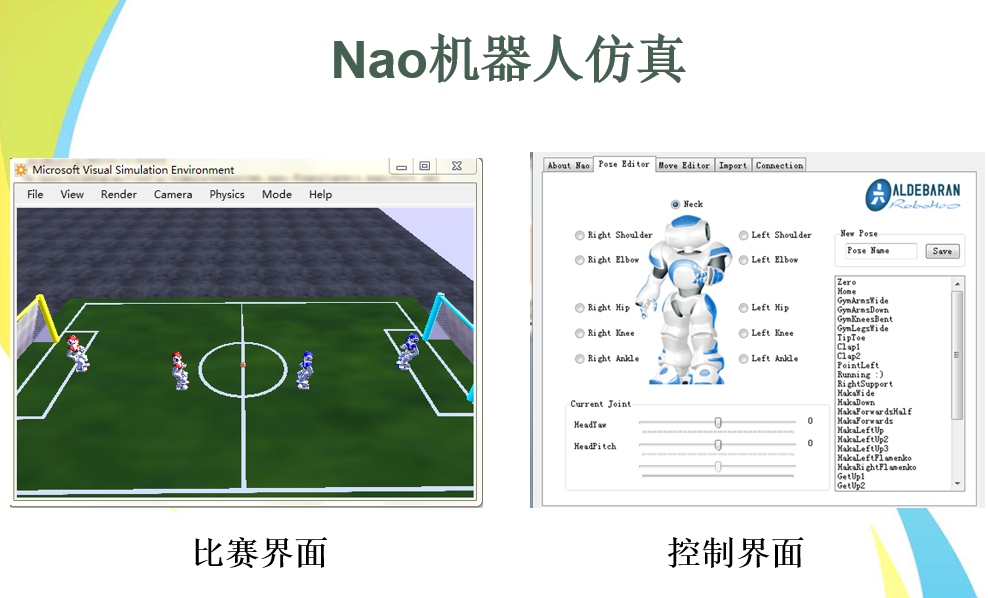 Nao机器人仿真
Microsoft Visual Simulation Environment
File View Render Camera Physics Mode Help
About Nao Pose Editor Move Editor Import Connection
ALDEBARAN
Robotics
Neck
Right Shoulder
Left Shoulder
Right Elbow
Left Elbow
Right Hip
Left Hip
Right Knee
Left Knee
Right Ankle
Left Ankle
New Pose
Pose Name
Save
Zero
Home
GymArmsWide
GymArmsDown
GymKneesBent
GymLegsWide
TipToe
Clap1
Clap2
PointLeft
Running :)
RightSupport
HakaWide
HakaDown
HakaForwardsHalf
HakaForwards
HakaLeftUp
HakaLeftUp2
HakaLeftUp3
HakaLeftFlamenko
HakaRightFlamenko
GetUp1
GetUp2
Current Joint
HeadYaw 0
HeadPitch 0
比赛界面
控制界面